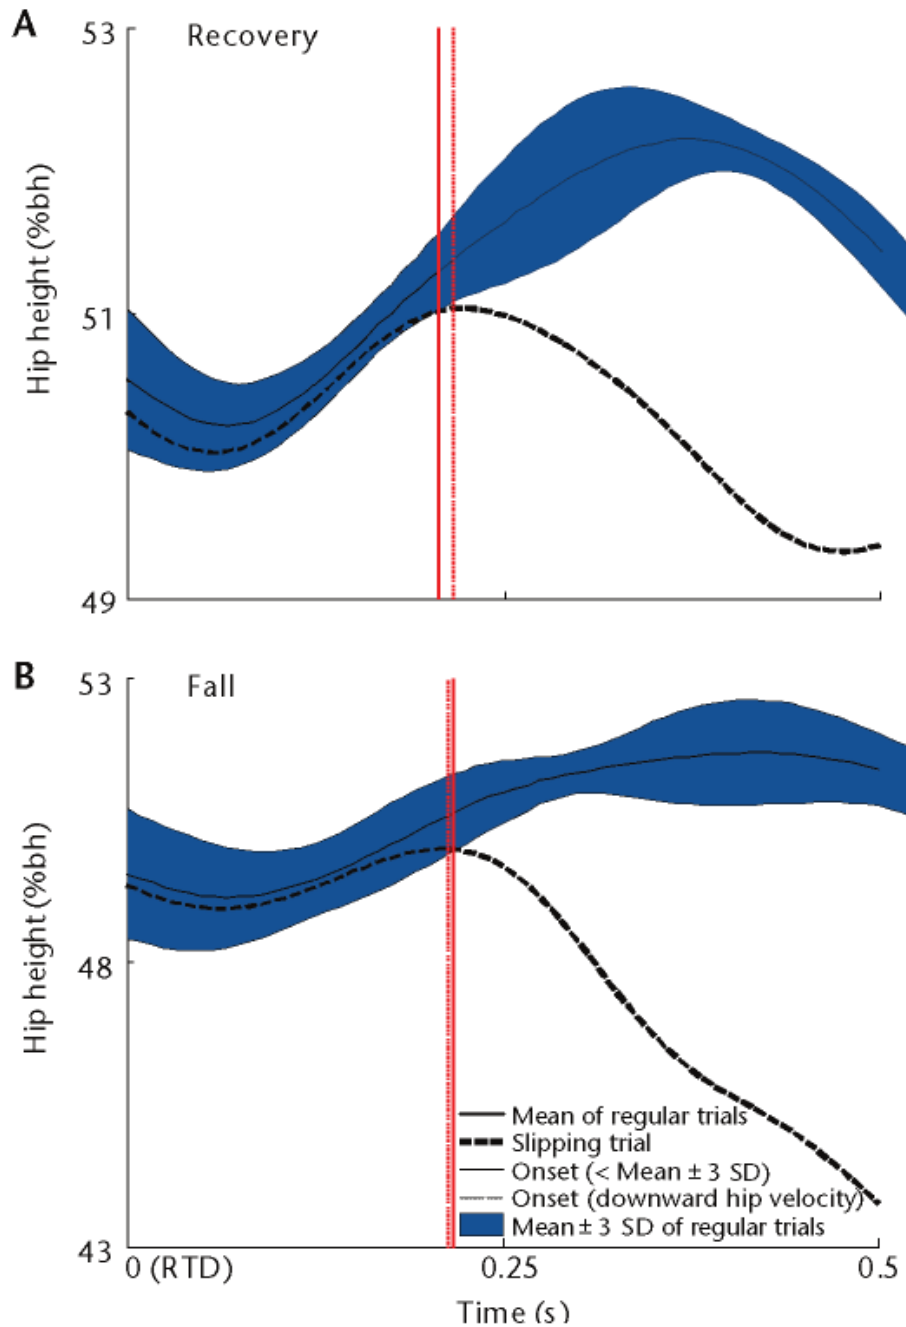 A
Recovery
53
51
49
Hip height (%bh)
B
Fall
53
48
43
Hip height (%bh)
Mean of regular trials
Slipping trial
Onset (< Mean ± 3 SD)
Onset (downward hip velocity)
Mean ± 3 SD of regular trials
0 (RTD)
0.25
0.5
Time (s)